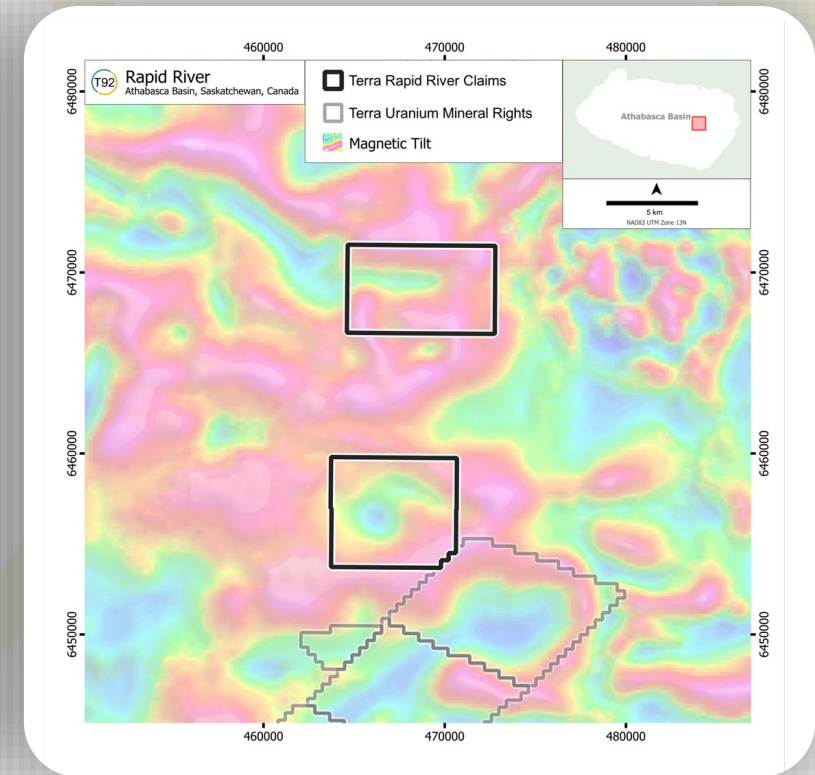 460000
470000
480000
T92
Rapid River
Athabasca Basin, Saskatchewan, Canada
Terra Rapid River Claims
Terra Uranium Mineral Rights
Magnetic Tilt
Athabasca Basin
5 km
NAD83 UTM Zone 13N
6480000
6480000
6470000
6470000
6460000
6460000
6450000
6450000
460000
470000
480000